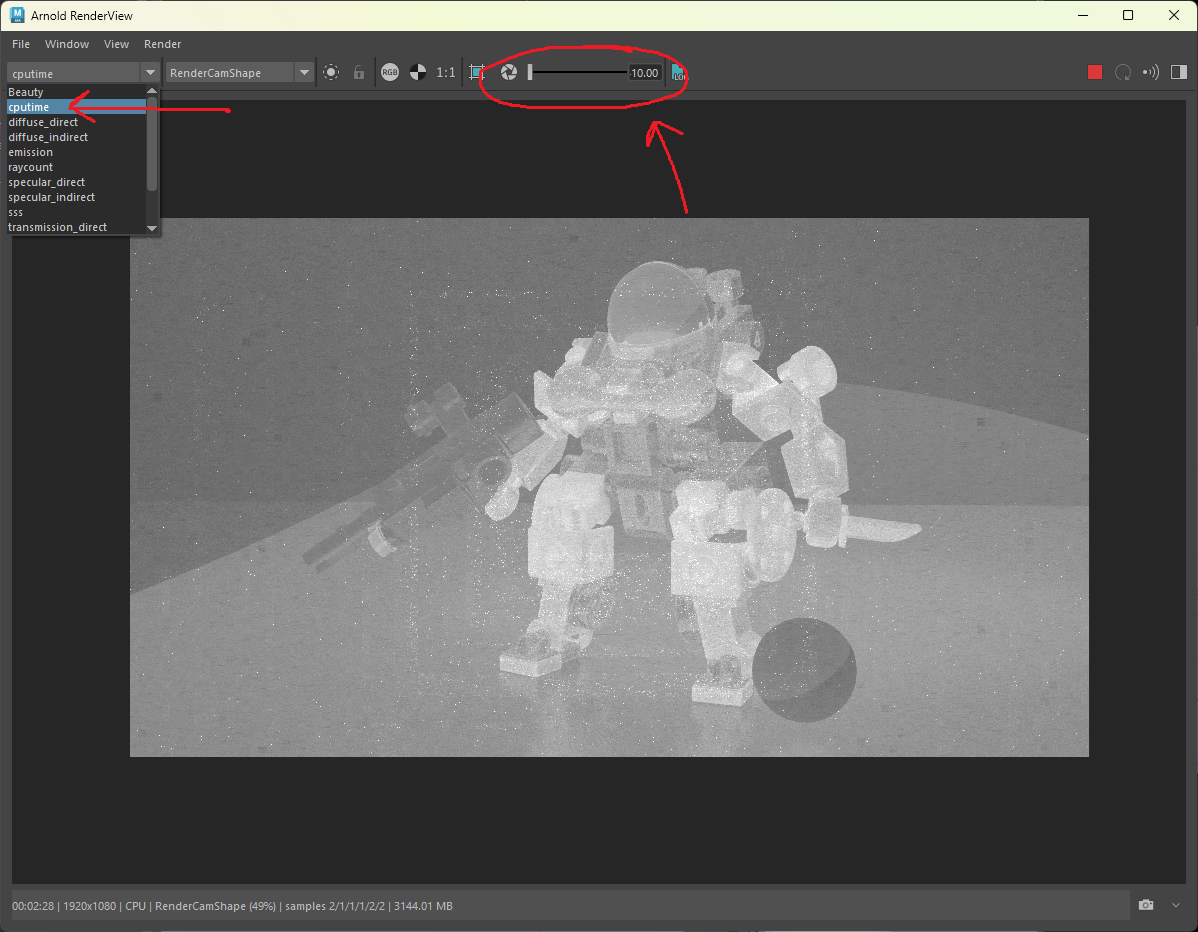 Arnold RenderView
File Window View Render
cputime RenderCamShape RGB 1:1 -10.00 LOG
Beauty
cputime
diffuse_direct
diffuse_indirect
emission
raycount
specular_direct
specular_indirect
sss
transmission_direct
00:02:28 | 1920x1080 | CPU | RenderCamShape (49%) | samples 2/1/1/1/2/2 | 3144.01 MB